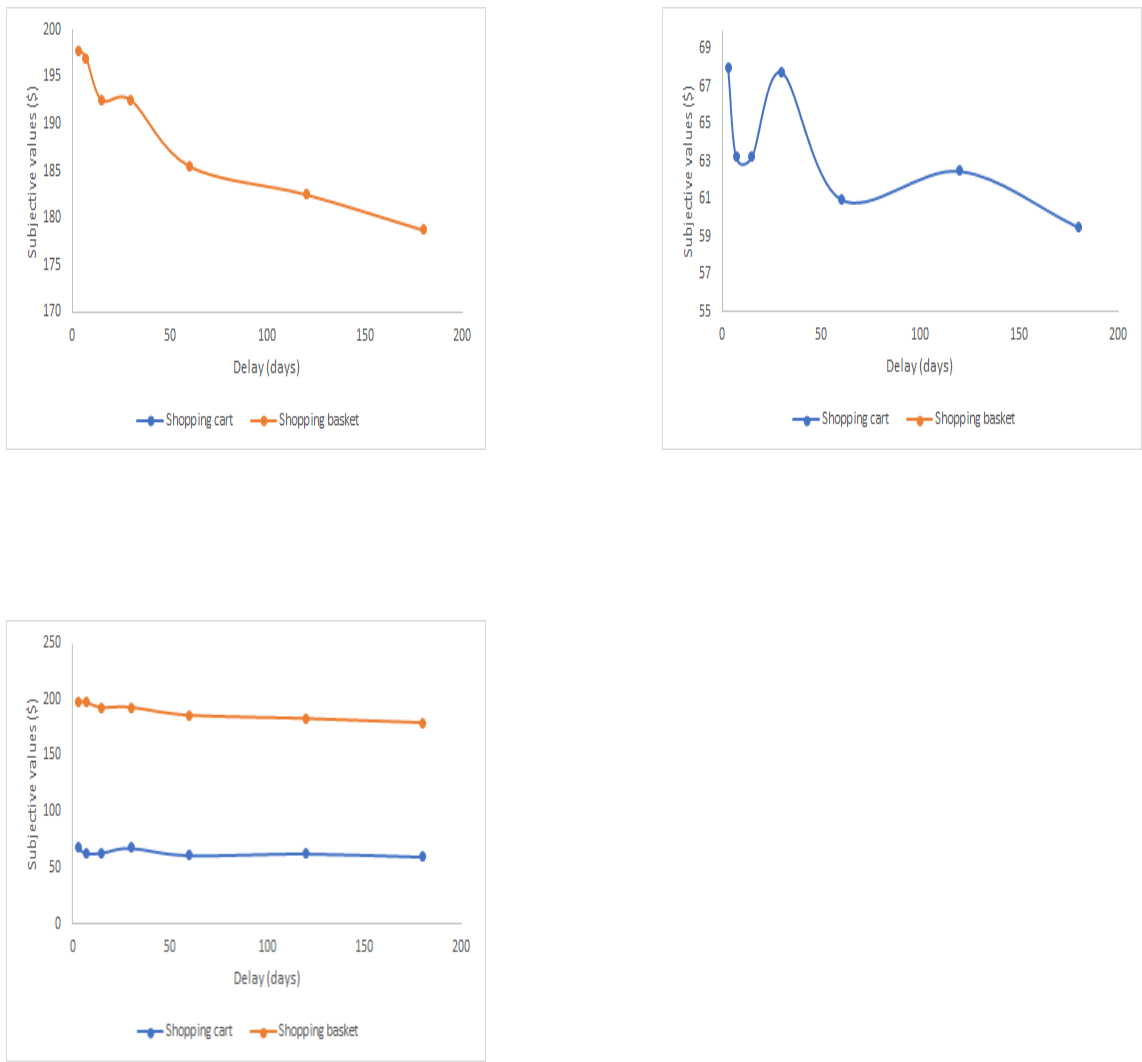 200
195
190
185
180
175
170
Subjective values ($)
0 50 100 150 200
Delay (days)
Shopping cart Shopping basket
69
67
65
63
61
59
57
55
Subjective values ($)
0 50 100 150 200
Delay (days)
Shopping cart Shopping basket
250
200
150
100
50
0
Subjective values ($)
0 50 100 150 200
Delay (days)
Shopping cart Shopping basket